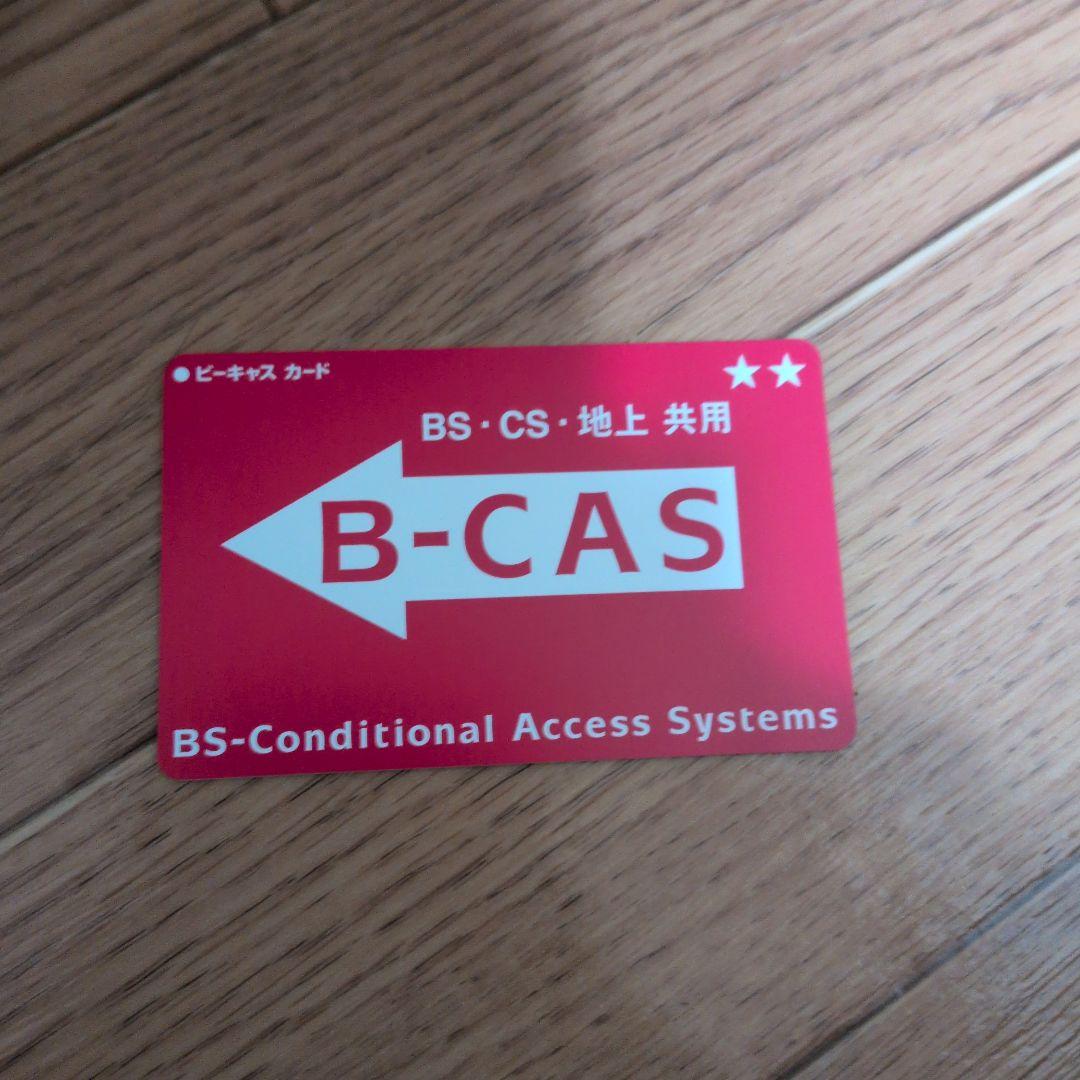 ●ビーキャス カード
★★
BS・CS・地上 共用
B-CAS
BS-Conditional Access Systems